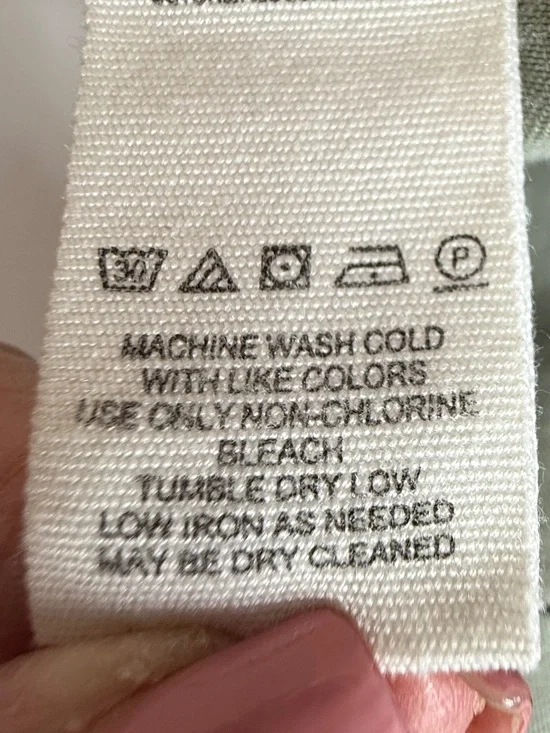 30
P
MACHINE WASH COLD
WITH LIKE COLORS
USE ONLY NON-CHLORINE
BLEACH
TUMBLE DRY LOW
LOW IRON AS NEEDED
MAY BE DRY CLEANED